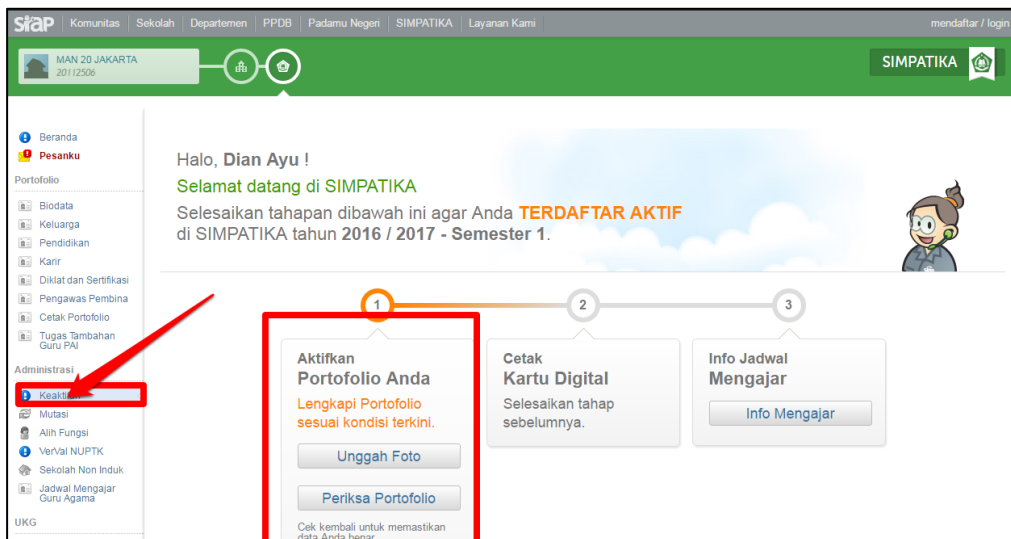 siap Komunitas Sekolah Departemen PPDB Padamu Negeri SIMPATIKA Layanan Kami mendaftar / login
MAN 20 JAKARTA
20112506
SIMPATIKA
Beranda
Pesanku
Portofolio
Biodata
Keluarga
Pendidikan
Karir
Diklat dan Sertifikasi
Pengawas Pembina
Cetak Portofolio
Tugas Tambahan
Guru PAI
Administrasi
Keaktifan
Mutasi
Alih Fungsi
VerVal NUPTK
Sekolah Non Induk
Jadwal Mengajar
Guru Agama
UKG
Halo, Dian Ayu !
Selamat datang di SIMPATIKA
Selesaikan tahapan dibawah ini agar Anda TERDAFTAR AKTIF
di SIMPATIKA tahun 2016 / 2017 - Semester 1.
1
2
3
Aktifkan
Portofolio Anda
Lengkapi Portofolio
sesuai kondisi terkini.
Unggah Foto
Periksa Portofolio
Cek kembali untuk memastikan
data Anda benar
Cetak
Kartu Digital
Selesaikan tahap
sebelumnya.
Info Jadwal
Mengajar
Info Mengajar